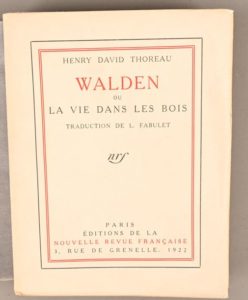 HENRY DAVID THOREAU
WALDEN
OU
LA VIE DANS LES BOIS
TRADUCTION DE L. FABULET
nrf
PARIS
ÉDITIONS DE LA
NOUVELLE REVUE FRANÇAISE
3, RUE DE GRENELLE. 1922